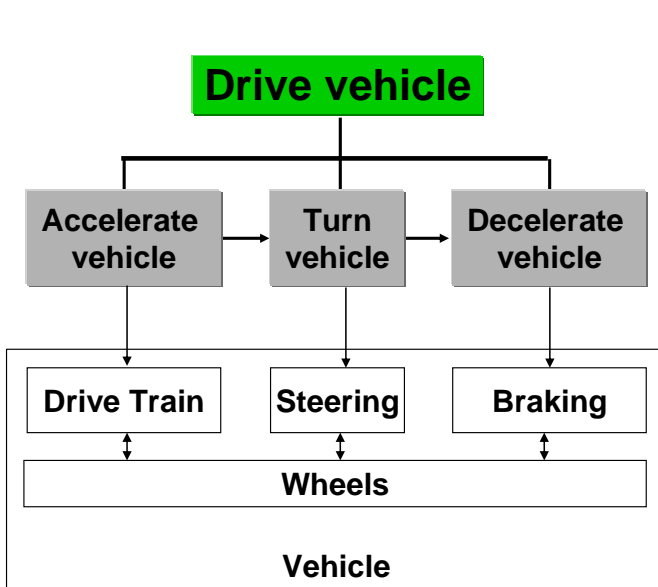 Drive vehicle
Accelerate
vehicle
Turn
vehicle
Decelerate
vehicle
Drive Train
Steering
Braking
Wheels
Vehicle